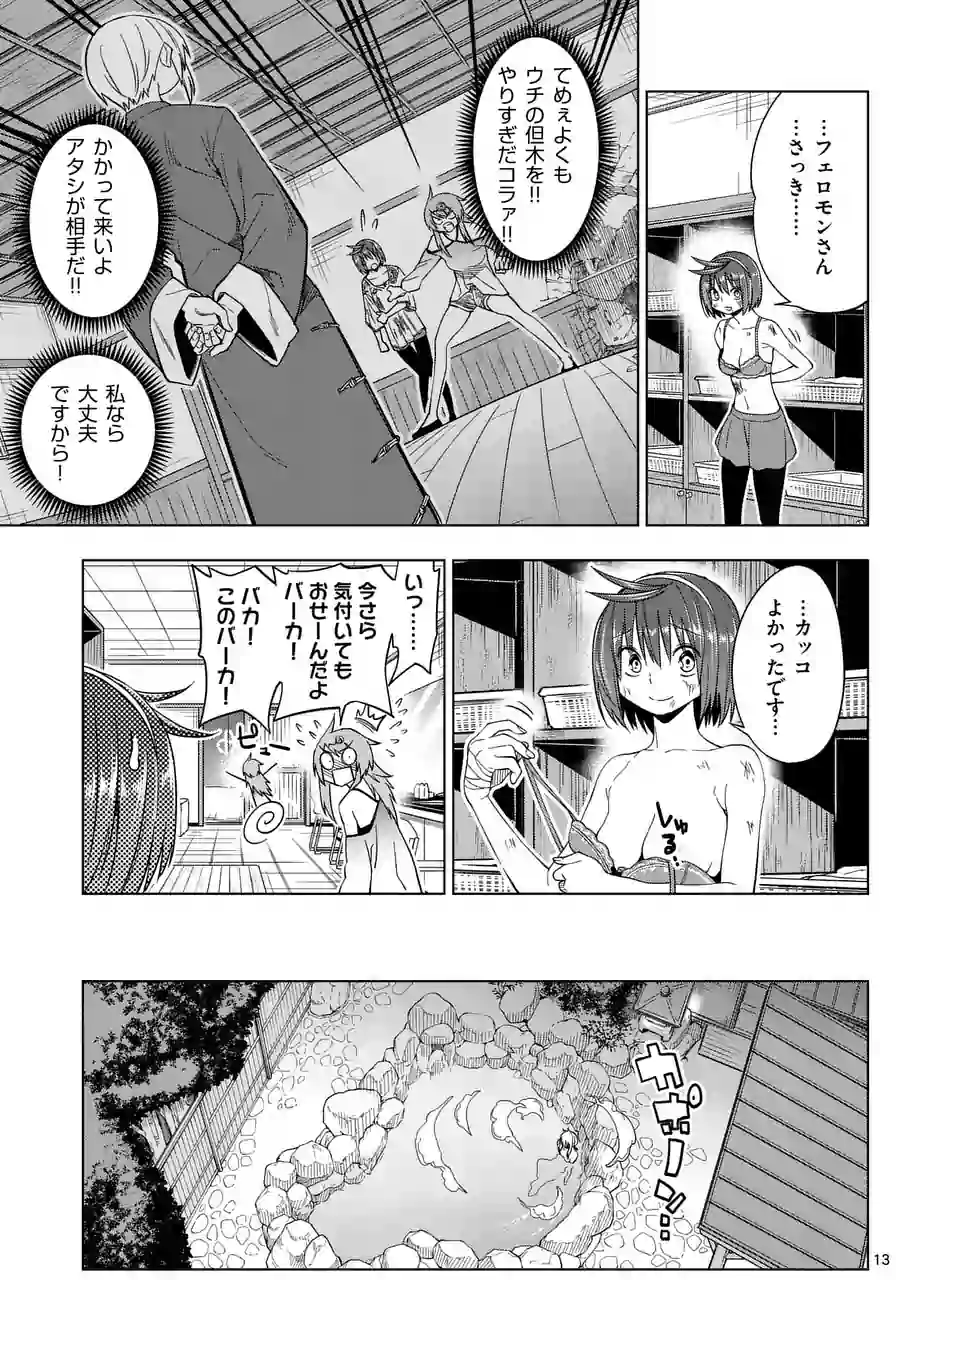 …フェロモンさん
…さっき……
てめぇよくも
ウチの但木を!!
やりすぎだコラァ!!
かかって来いよ
アタシが相手だ!!
私なら
大丈夫
ですから!
…カッコ
よかったです…
しゅる…
いっ……
今さら
気付いても
おせーんだよ
バーカ!
バカ!
このバーカ!
ピュー
カポーン…
13